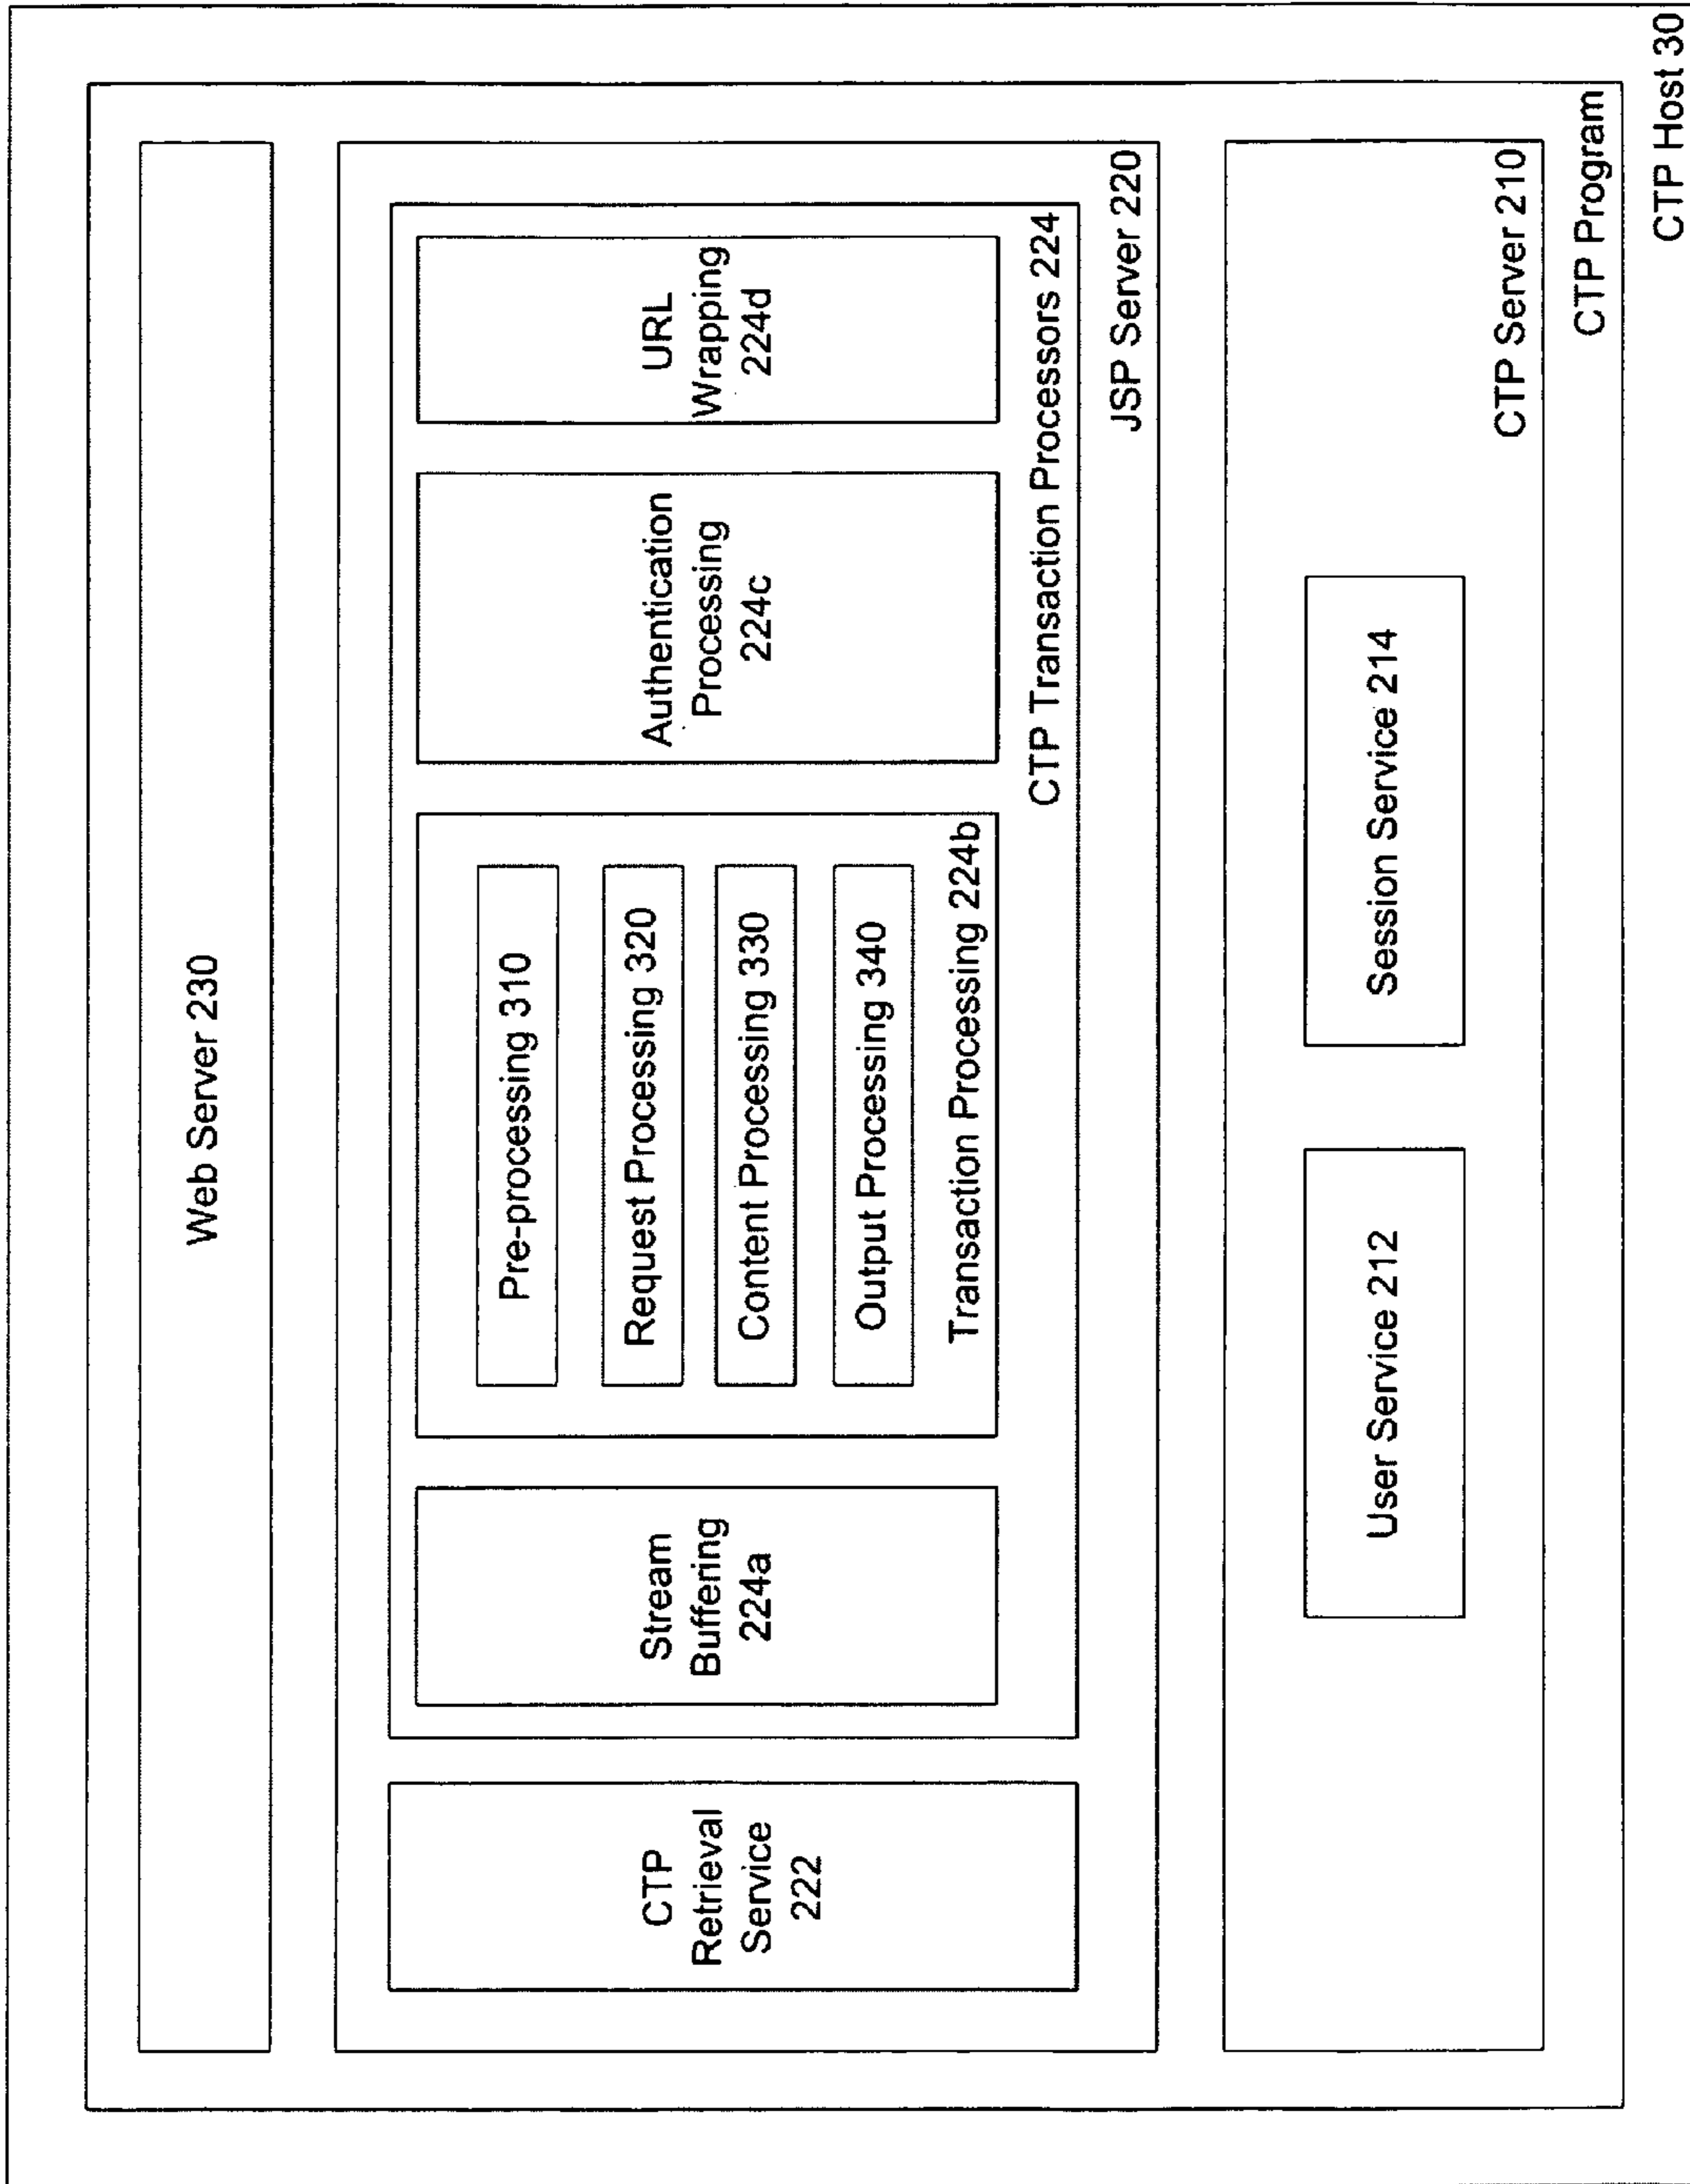 Web Server 230
CTP
Retrieval
Service
222
Stream
Buffering
224a
Pre-processing 310
Request Processing 320
Content Processing 330
Output Processing 340
Transaction Processing 224b
Authentication
Processing
224c
URL
Wrapping
224d
CTP Transaction Processors 224
JSP Server 220
User Service 212
Session Service 214
CTP Server 210
CTP Program
CTP Host 30